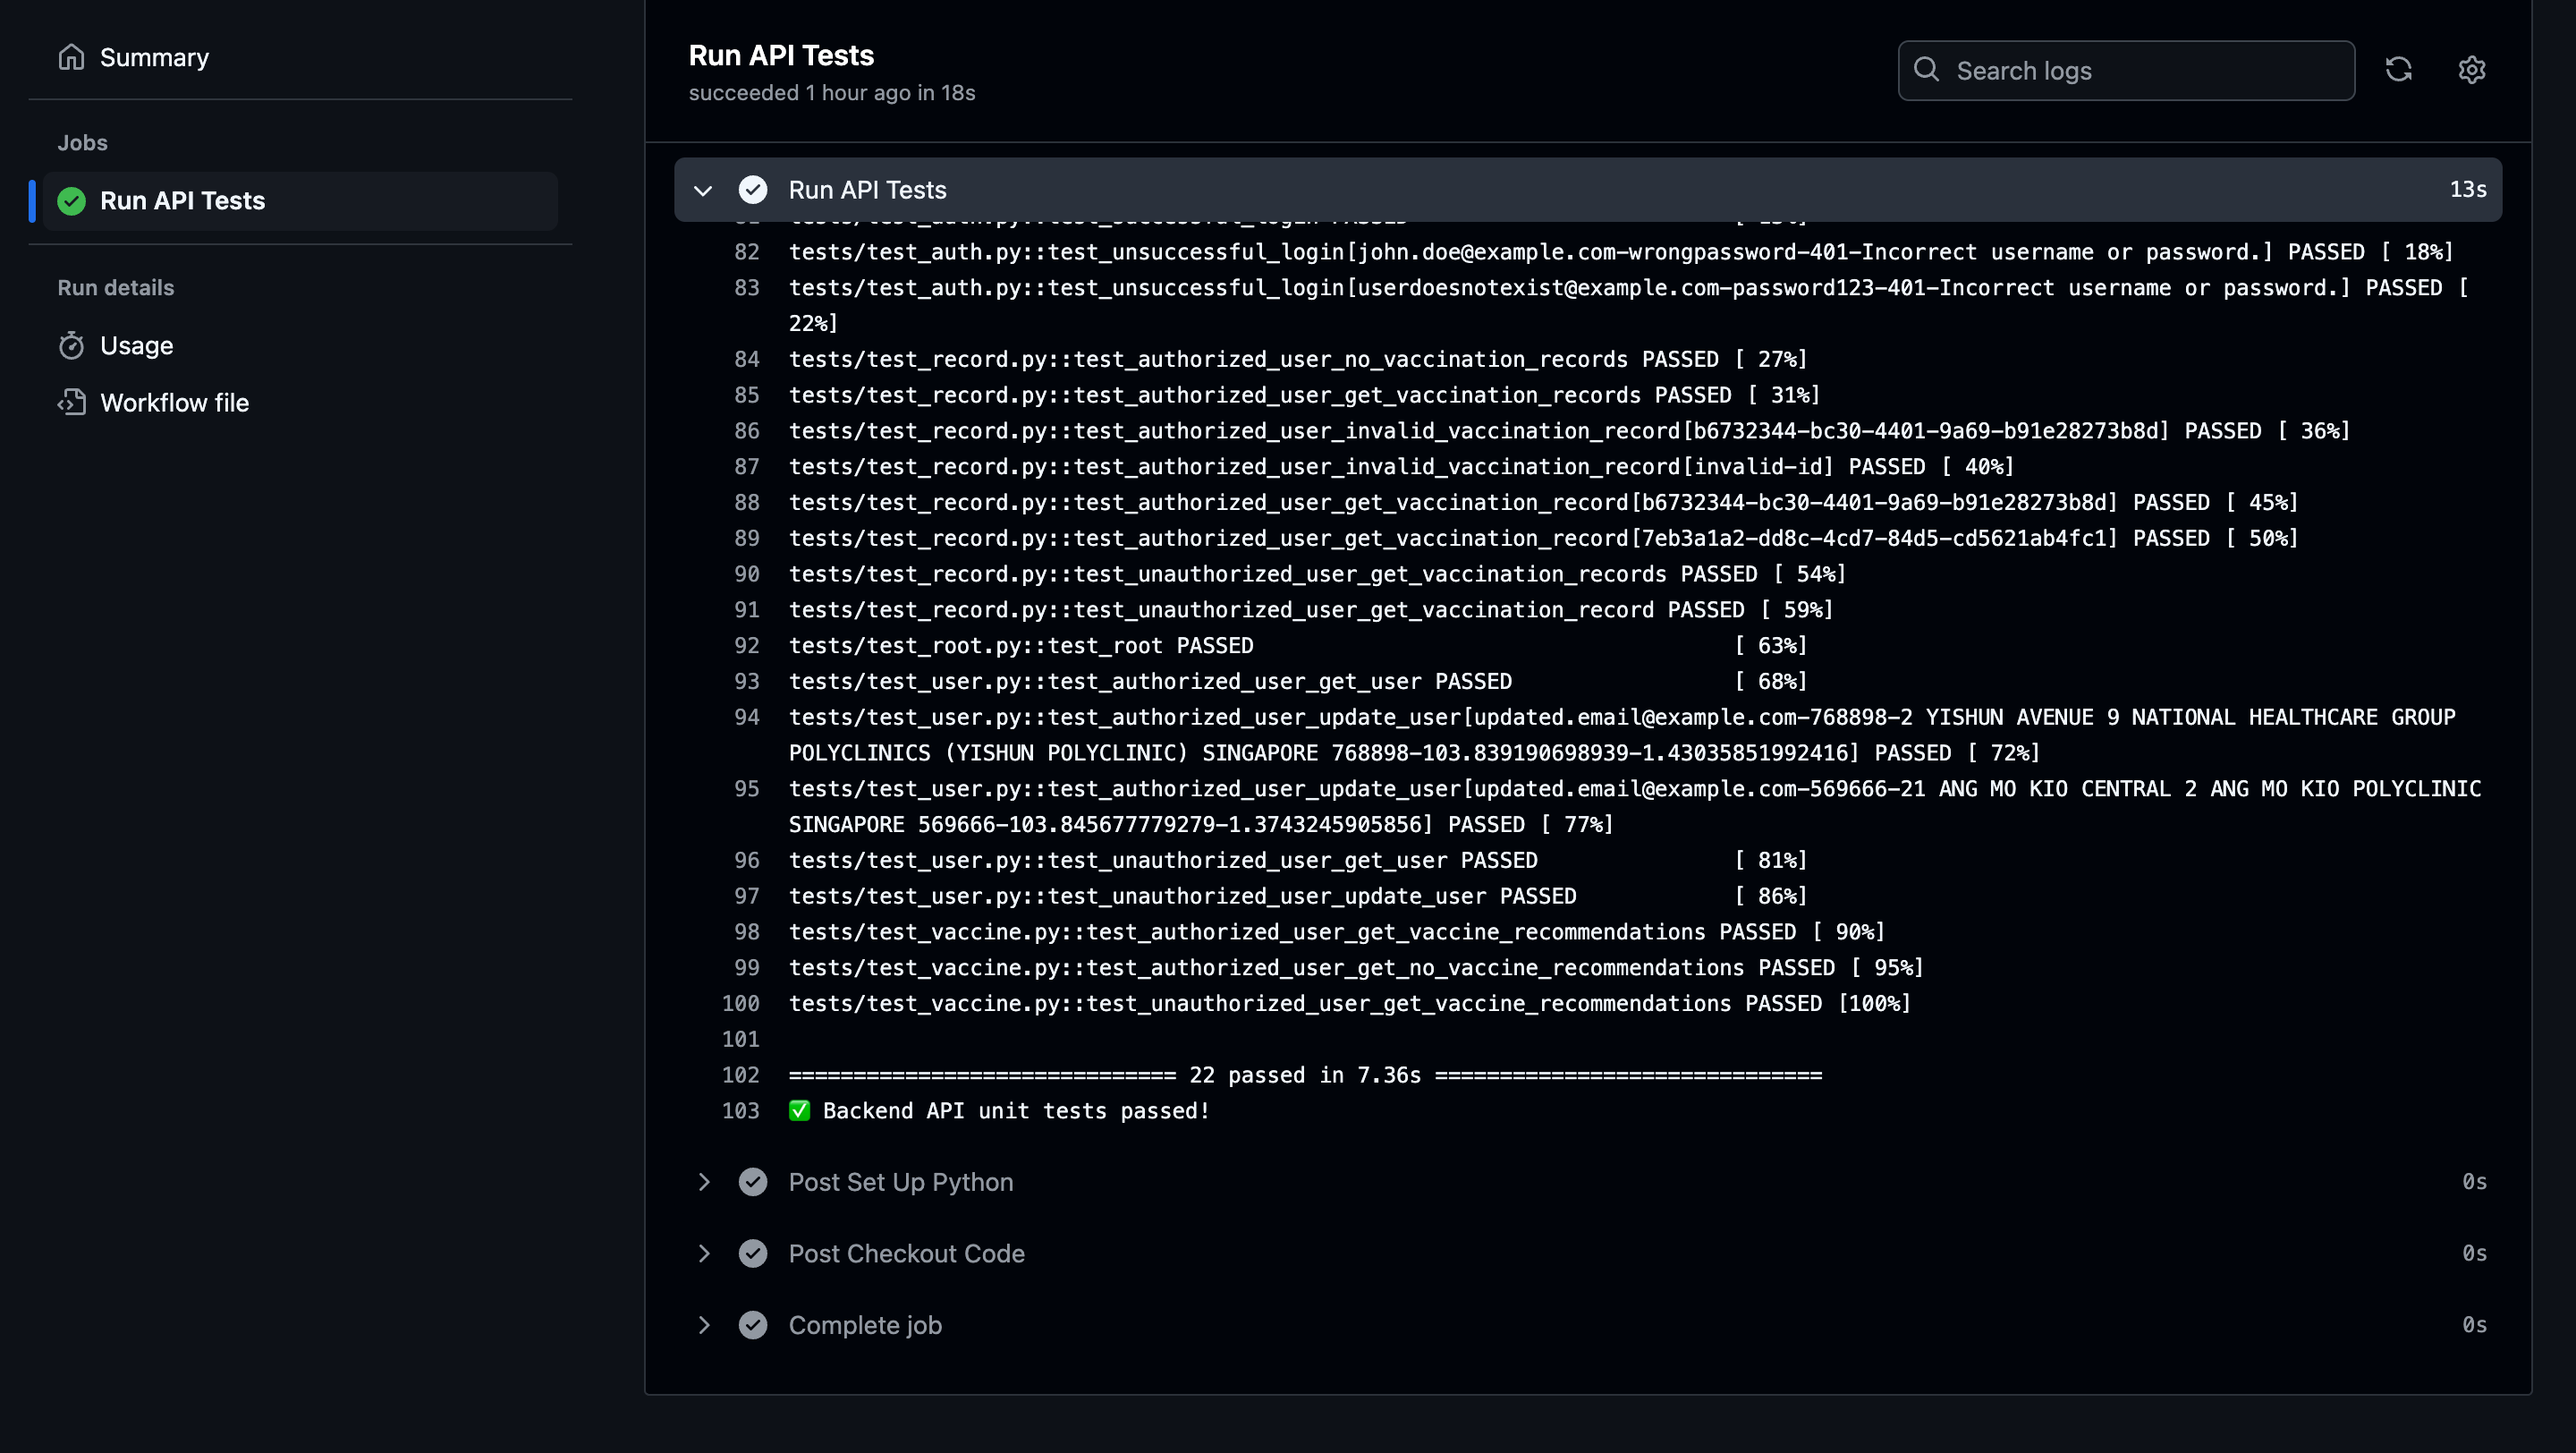 Summary
Jobs
Run API Tests
Run details
Usage
Workflow file
Run API Tests
succeeded 1 hour ago in 18s
Search logs
Run API Tests 13s
81 tests/test_auth.py::test_successful_login PASSED [ 13%]
82 tests/test_auth.py::test_unsuccessful_login[john.doe@example.com-wrongpassword-401-Incorrect username or password.] PASSED [ 18%]
83 tests/test_auth.py::test_unsuccessful_login[userdoesnotexist@example.com-password123-401-Incorrect username or password.] PASSED [
22%]
84 tests/test_record.py::test_authorized_user_no_vaccination_records PASSED [ 27%]
85 tests/test_record.py::test_authorized_user_get_vaccination_records PASSED [ 31%]
86 tests/test_record.py::test_authorized_user_invalid_vaccination_record[b6732344-bc30-4401-9a69-b91e28273b8d] PASSED [ 36%]
87 tests/test_record.py::test_authorized_user_invalid_vaccination_record[invalid-id] PASSED [ 40%]
88 tests/test_record.py::test_authorized_user_get_vaccination_record[b6732344-bc30-4401-9a69-b91e28273b8d] PASSED [ 45%]
89 tests/test_record.py::test_authorized_user_get_vaccination_record[7eb3a1a2-dd8c-4cd7-84d5-cd5621ab4fc1] PASSED [ 50%]
90 tests/test_record.py::test_unauthorized_user_get_vaccination_records PASSED [ 54%]
91 tests/test_record.py::test_unauthorized_user_get_vaccination_record PASSED [ 59%]
92 tests/test_root.py::test_root PASSED [ 63%]
93 tests/test_user.py::test_authorized_user_get_user PASSED [ 68%]
94 tests/test_user.py::test_authorized_user_update_user[updated.email@example.com-768898-2 YISHUN AVENUE 9 NATIONAL HEALTHCARE GROUP
POLYCLINICS (YISHUN POLYCLINIC) SINGAPORE 768898-103.839190698939-1.43035851992416] PASSED [ 72%]
95 tests/test_user.py::test_authorized_user_update_user[updated.email@example.com-569666-21 ANG MO KIO CENTRAL 2 ANG MO KIO POLYCLINIC
SINGAPORE 569666-103.845677779279-1.3743245905856] PASSED [ 77%]
96 tests/test_user.py::test_unauthorized_user_get_user PASSED [ 81%]
97 tests/test_user.py::test_unauthorized_user_update_user PASSED [ 86%]
98 tests/test_vaccine.py::test_authorized_user_get_vaccine_recommendations PASSED [ 90%]
99 tests/test_vaccine.py::test_authorized_user_get_no_vaccine_recommendations PASSED [ 95%]
100 tests/test_vaccine.py::test_unauthorized_user_get_vaccine_recommendations PASSED [100%]
101
102 ============================== 22 passed in 7.36s ==============================
103 ✅ Backend API unit tests passed!
Post Set Up Python 0s
Post Checkout Code 0s
Complete job 0s